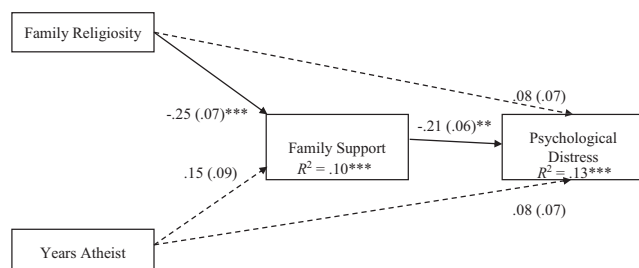 Family Religiosity
.08 (.07)
-.25 (.07)***
-.21 (.06)**
Family Support
R² = .10***
Psychological
Distress
R² = .13***
.15 (.09)
.08 (.07)
Years Atheist